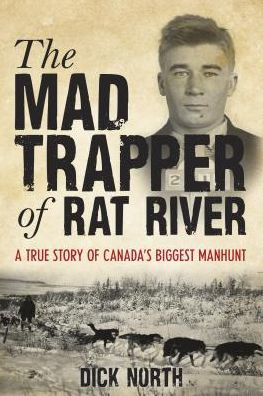 The
MAD
TRAPPER
of RAT RIVER
A TRUE STORY OF CANADA'S BIGGEST MANHUNT
DICK NORTH